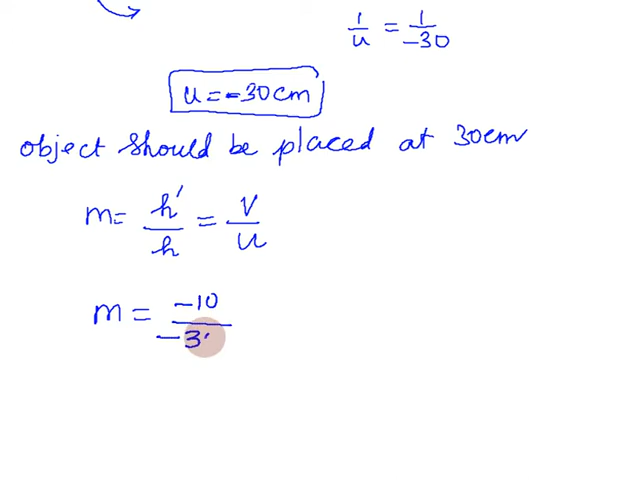 1/u = 1/-30
u = -30cm
object should be placed at 30cm
m = h'/h = v/u
m = -10/-3